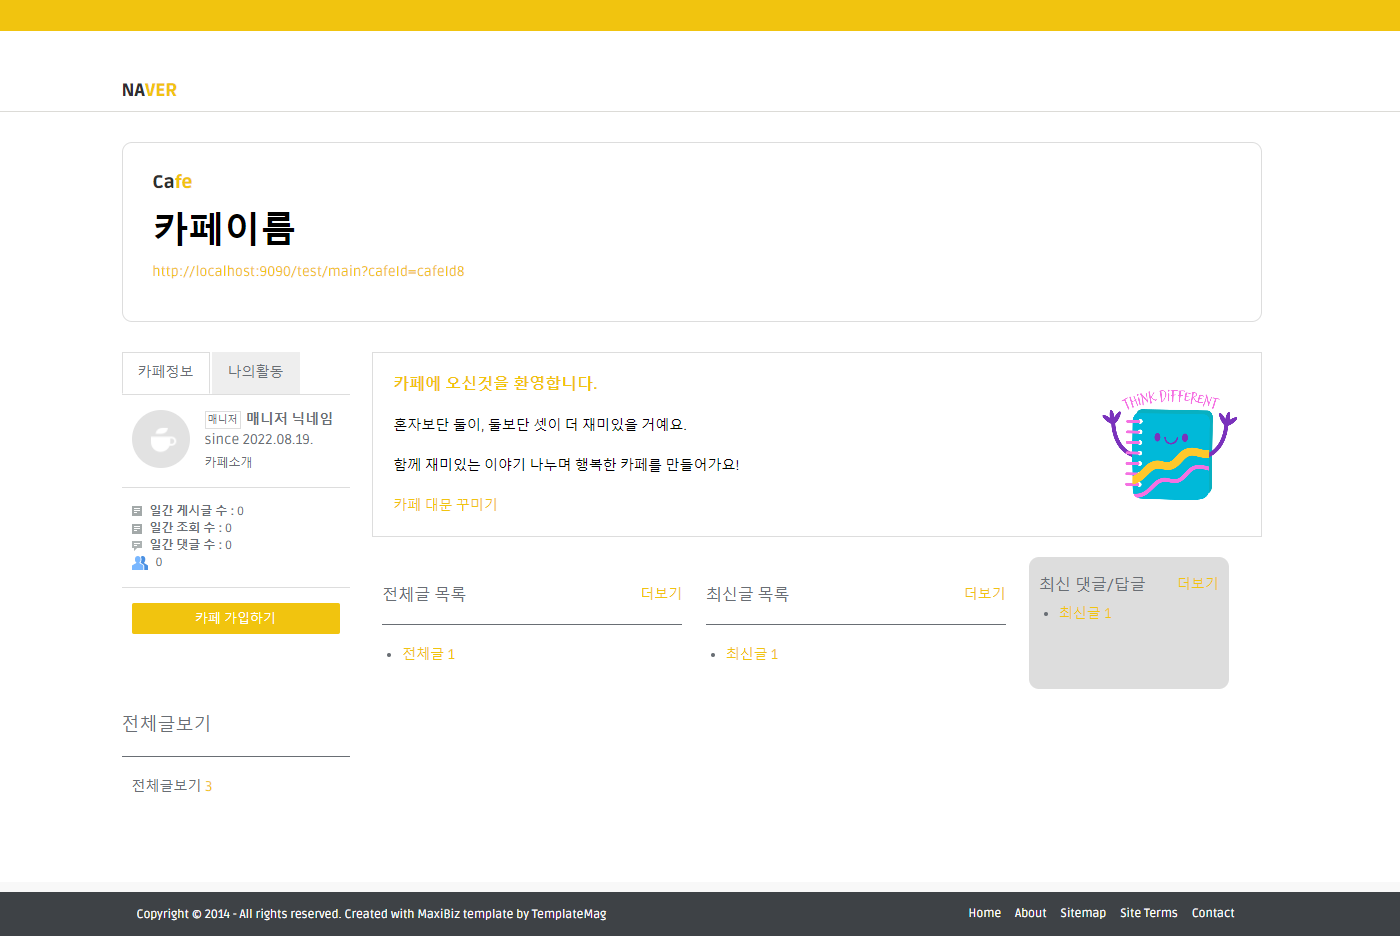 NAVER
Cafe
카페이름
http://localhost:9090/test/main?cafeId=cafeId8
카페정보
나의활동
매니저 매니저 닉네임
since 2022.08.19.
카페소개
일간 게시글 수 : 0
일간 조회 수 : 0
일간 댓글 수 : 0
0
카페 가입하기
전체글보기
전체글보기 3
카페에 오신것을 환영합니다.
혼자보단 둘이, 둘보단 셋이 더 재미있을 거예요.
함께 재미있는 이야기 나누며 행복한 카페를 만들어가요!
카페 대문 꾸미기
THiNK DiFFERENT
전체글 목록 더보기
전체글 1
최신글 목록 더보기
최신글 1
최신 댓글/답글 더보기
최신글 1
Copyright © 2014 - All rights reserved. Created with MaxiBiz template by TemplateMag
Home About Sitemap Site Terms Contact